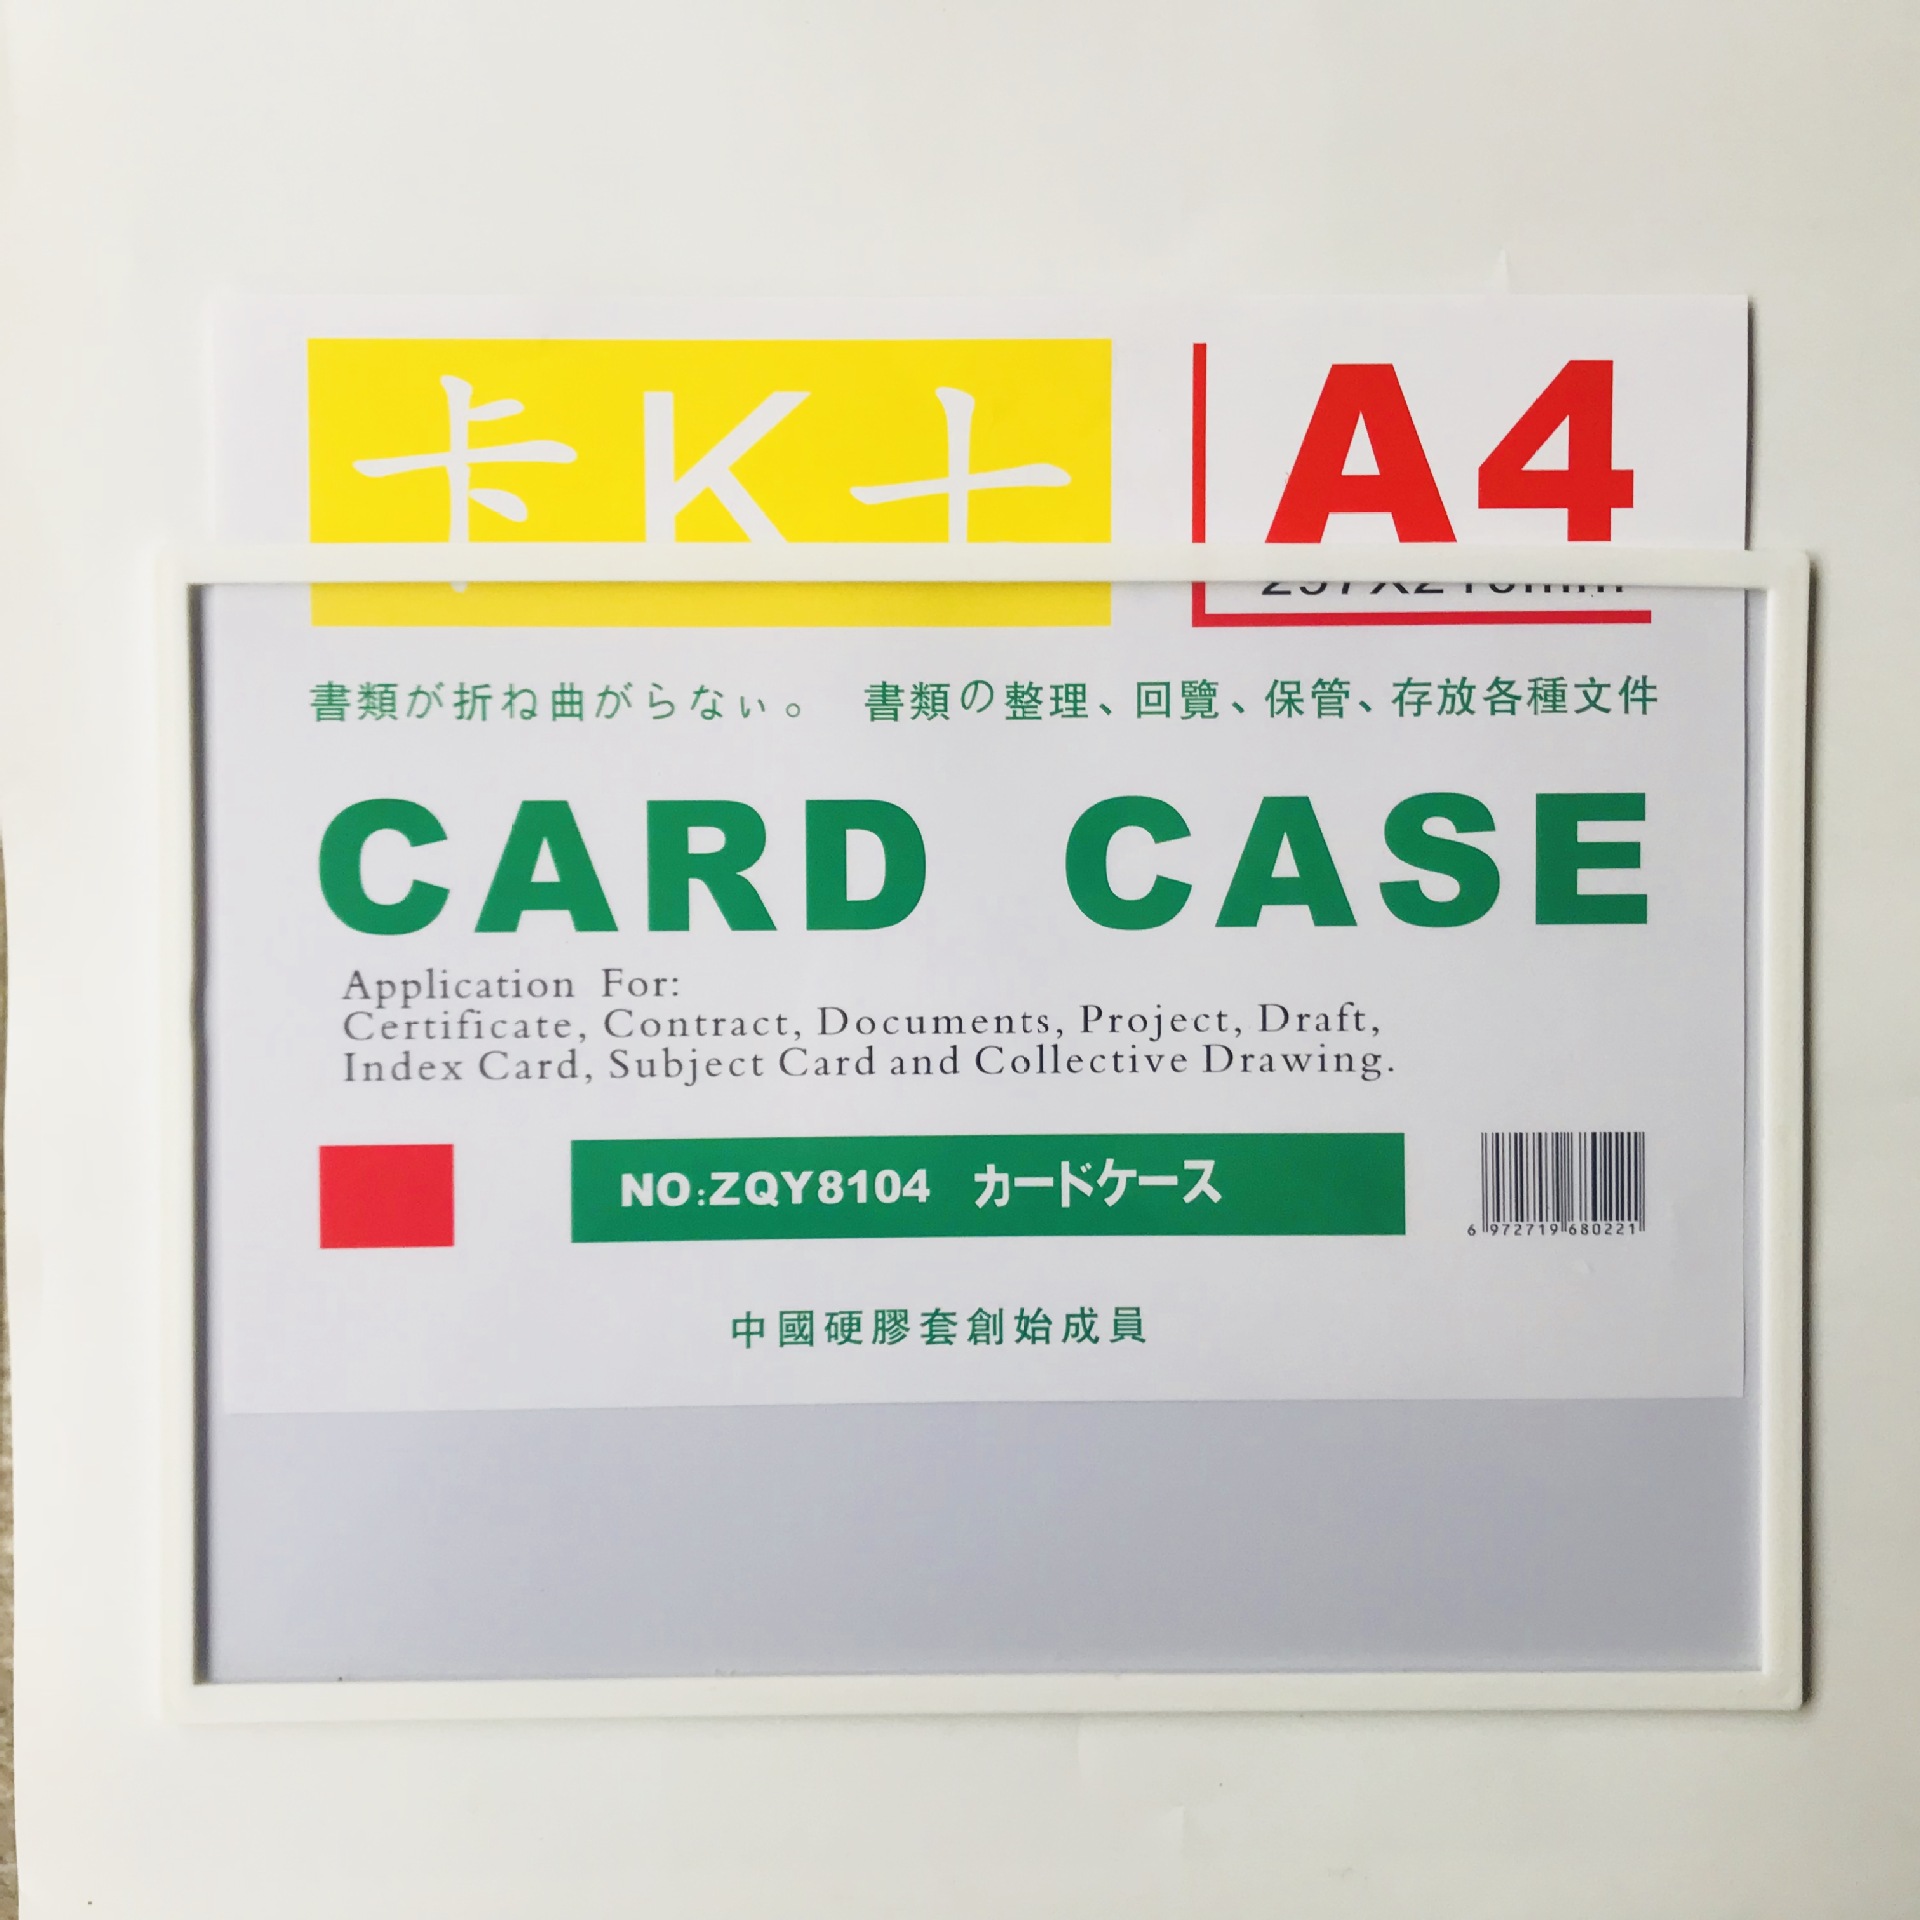 卡K十
A4
書類が折ね曲がらなぃ。 書類の整理、回覽、保管、存放各種文件
CARD CASE
Application For:
Certificate, Contract, Documents, Project, Draft,
Index Card, Subject Card and Collective Drawing.
NO:ZQY8104 カードケース
6 972719 680221
中國硬膠套創始成員